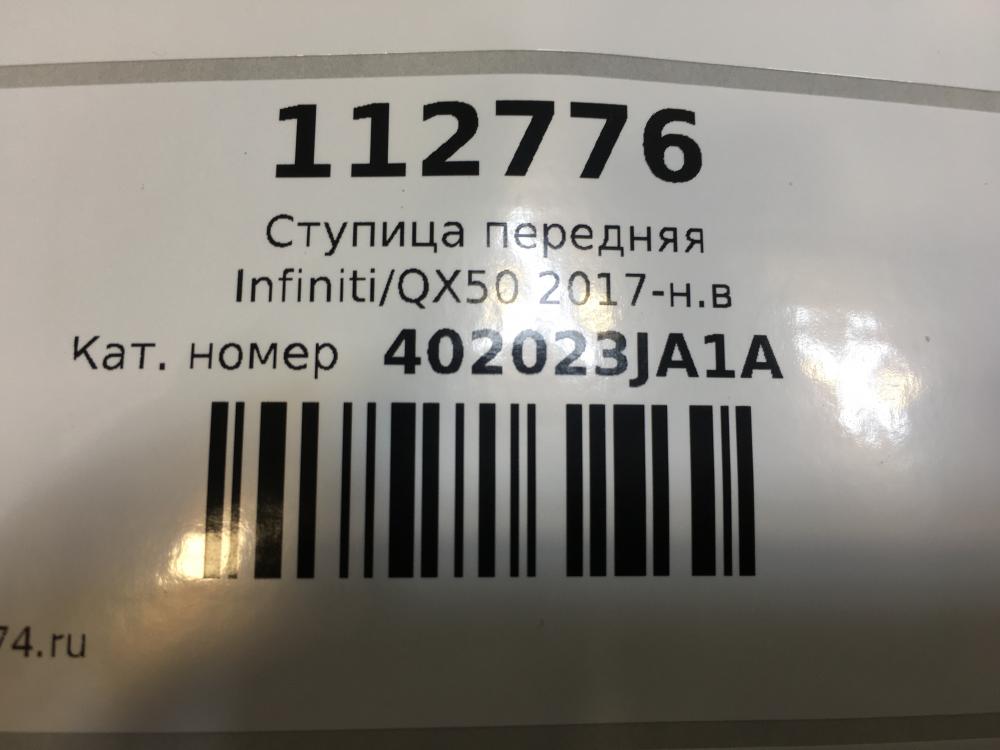 112776
Ступица передняя
Infiniti/QX50 2017-н.в
Кат. номер 402023JA1A
74.ru